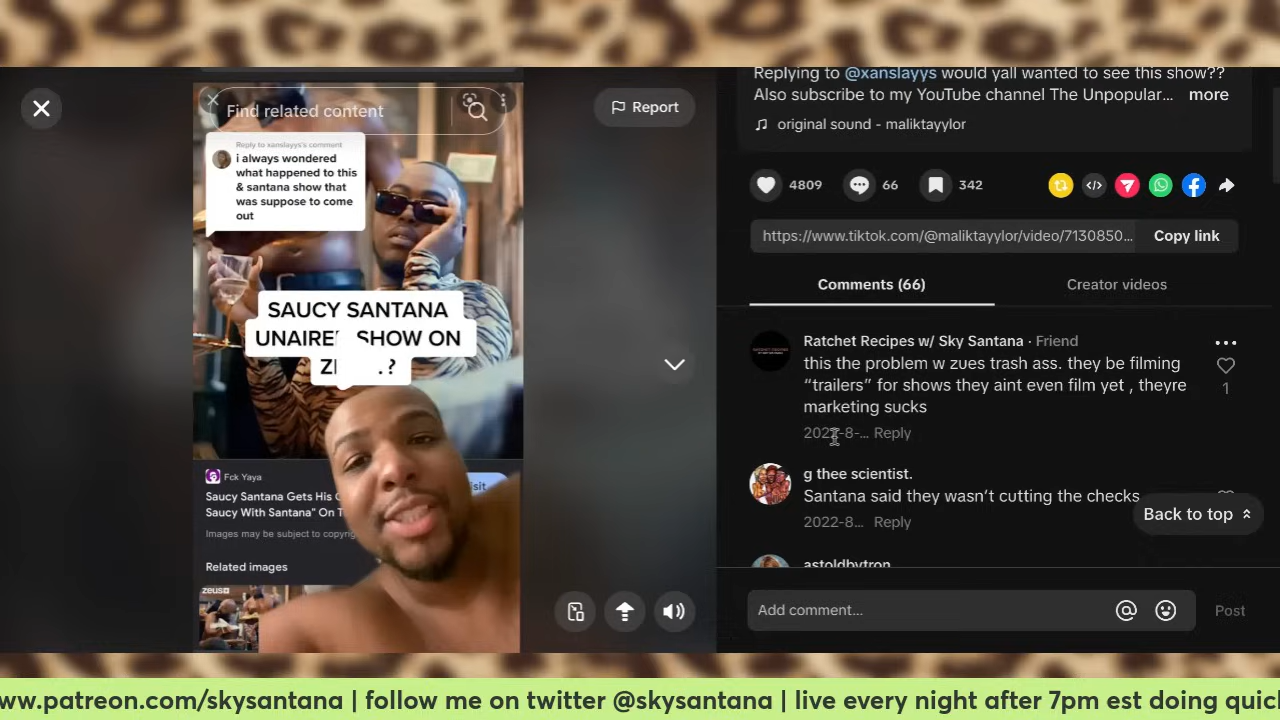 Find related content
Report
Reply to xanslayys's comment
i always wondered
what happened to this
& santana show that
was suppose to come
out
SAUCY SANTANA
UNAIRE SHOW ON
ZE .?
Fck Yaya
Saucy Santana Gets His
Saucy With Santana" On T
Images may be subject to copyrig
Related images
zeus
Replying to @xanslayys would yall wanted to see this show??
Also subscribe to my YouTube channel The Unpopular... more
original sound - maliktayylor
4809 66 342
https://www.tiktok.com/@maliktayylor/video/7130850... Copy link
Comments (66) Creator videos
Ratchet Recipes w/ Sky Santana · Friend
this the problem w zues trash ass. they be filming
“trailers” for shows they aint even film yet , theyre
marketing sucks
1
2022-8-... Reply
g thee scientist.
Santana said they wasn’t cutting the checks
2022-8... Reply
Back to top
astoldbytron
Add comment... Post
ww.patreon.com/skysantana | follow me on twitter @skysantana | live every night after 7pm est doing quic